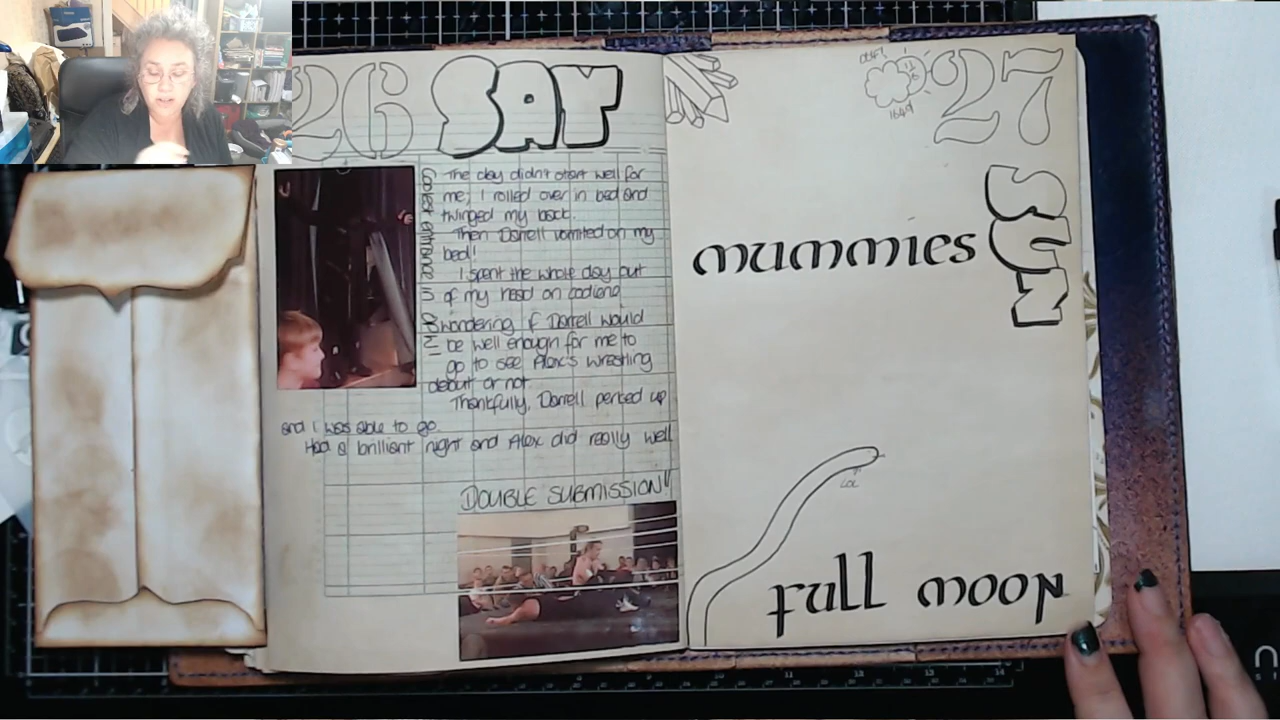 26 SAT
The day didn't start well for
me, I rolled over in bed and
twinged my back.
Then Darrell vomited on my
bed!!
I spent the whole day out
of my head on codiene
wondering if Darrell would
be well enough for me to
go to see Alex's wrestling
debut or not.
Thankfully, Darrell perked up
and I was able to go.
Had a brilliant night and Alex did really well
Coolest entrance in
DOUBLE SUBMISSION!!
27
SUN
mummies
LOL
full moon